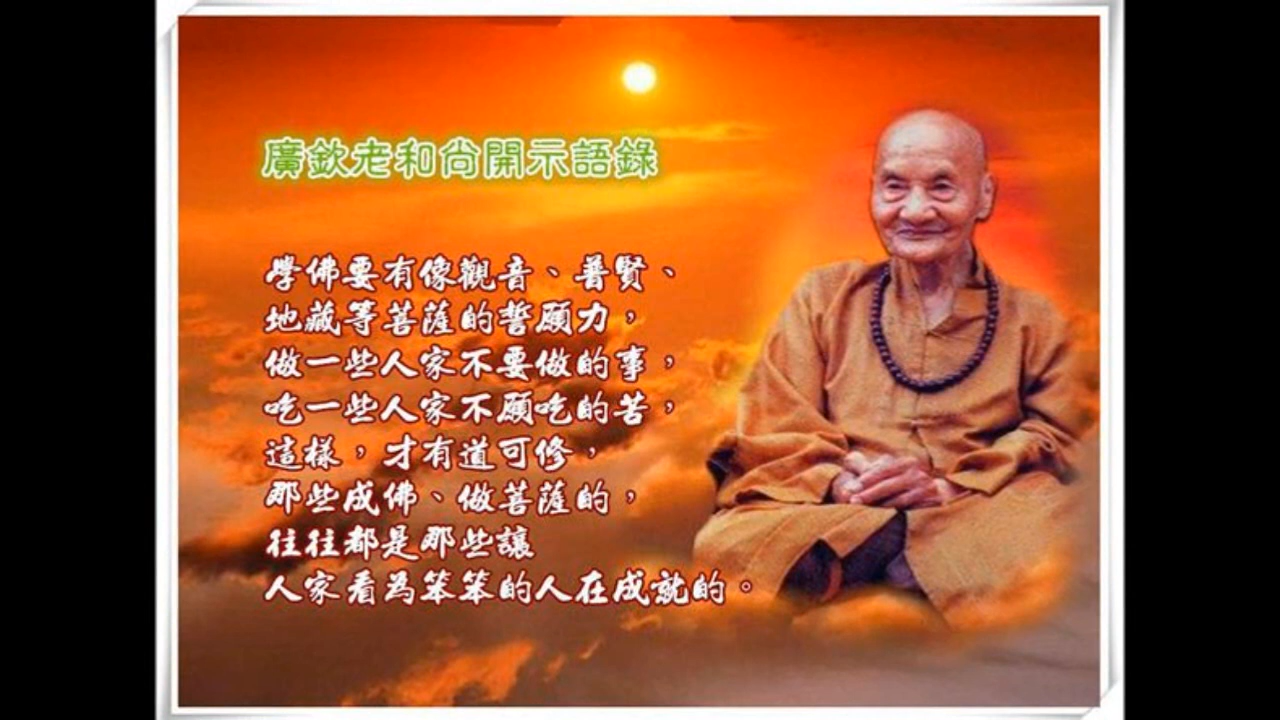 廣欽老和尚開示語錄
學佛要有像觀音、普賢、
地藏等菩薩的誓願力，
做一些人家不要做的事，
吃一些人家不願吃的苦，
這樣，才有道可修，
那些成佛、做菩薩的，
往往都是那些讓
人家看為笨笨的人在成就的。